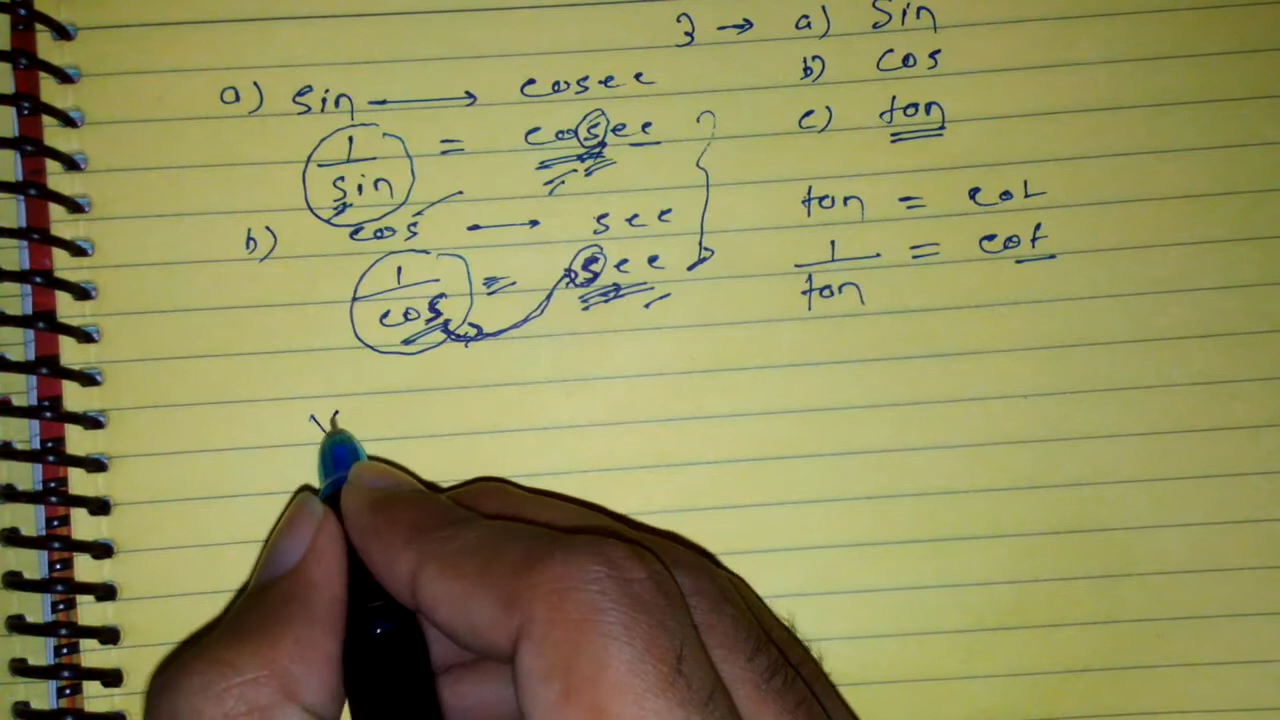 3 → a) Sin
b) cos
c) tan
a) sin → cosec
1/sin = cosec
b) cos → sec
1/cos = sec
tan = cot
1/tan = cot